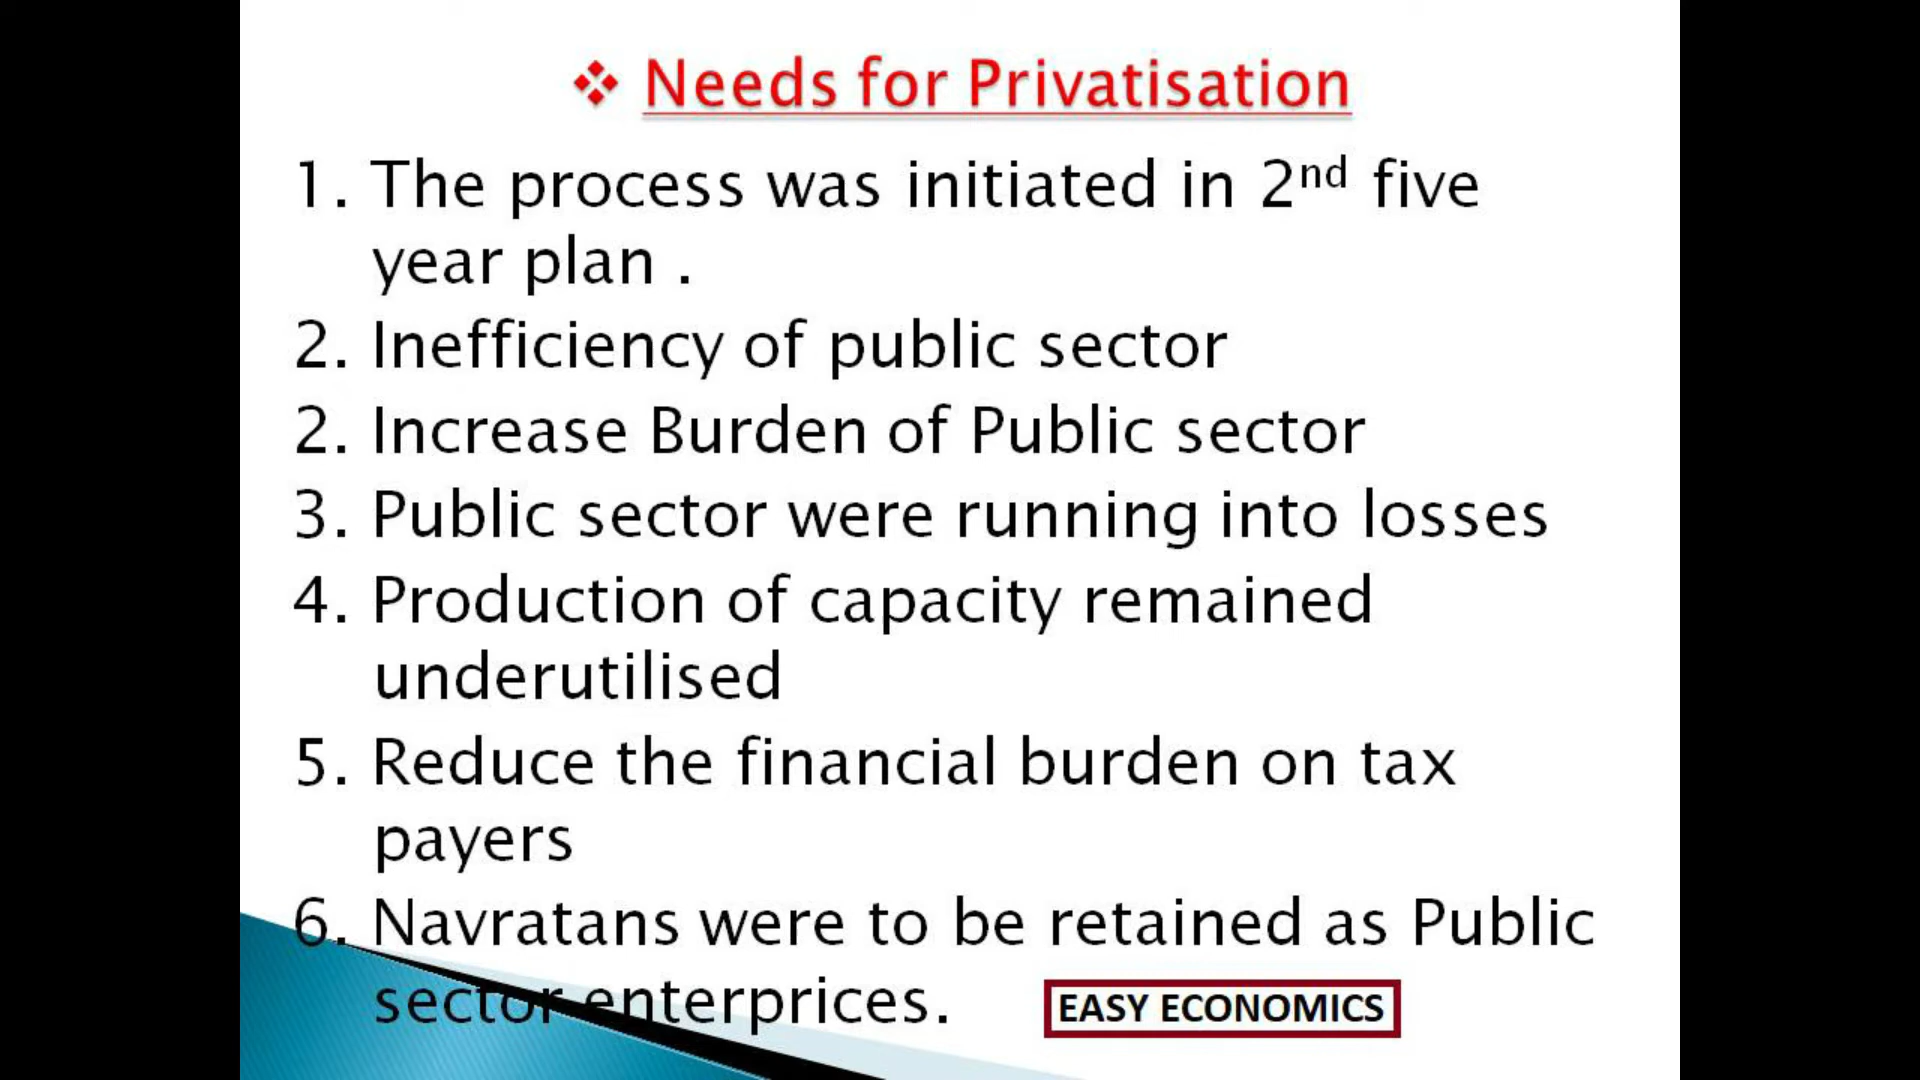 ❖ Needs for Privatisation
1. The process was initiated in 2nd five
year plan .
2. Inefficiency of public sector
2. Increase Burden of Public sector
3. Public sector were running into losses
4. Production of capacity remained
underutilised
5. Reduce the financial burden on tax
payers
6. Navratans were to be retained as Public
sector enterprices.
EASY ECONOMICS